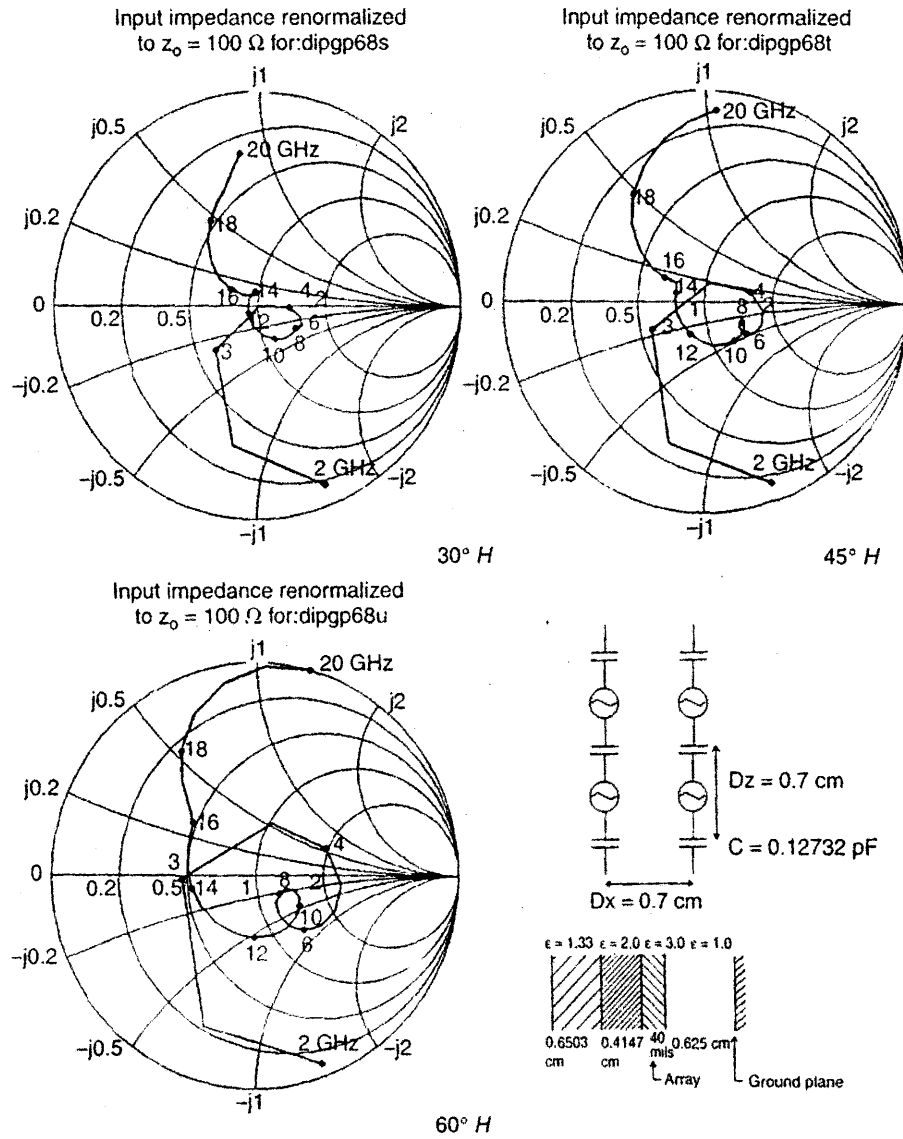 Input impedance renormalized
to z₀ = 100 Ω for:dipgp68s
j1
j0.5
j2
20 GHz
18
j0.2
16
14
4
2
0
0.2
0.5
2
6
3
8
10
-j0.2
-j0.5
2 GHz
-j2
-j1
30° H
Input impedance renormalized
to z₀ = 100 Ω for:dipgp68t
j1
20 GHz
j0.5
j2
18
j0.2
16
14
4
0
0.2
0.5
1
8
2
3
12
10
6
-j0.2
-j0.5
2 GHz
-j2
-j1
45° H
Input impedance renormalized
to z₀ = 100 Ω for:dipgp68u
j1
20 GHz
j0.5
j2
18
j0.2
16
4
3
0
0.2
0.5
14
1
8
2
10
12
6
-j0.2
-j0.5
2 GHz
-j2
-j1
60° H
Dz = 0.7 cm
C = 0.12732 pF
Dx = 0.7 cm
ε = 1.33 ε = 2.0 ε = 3.0 ε = 1.0
0.6503 cm
0.4147 cm
40 mils
0.625 cm
Array
Ground plane